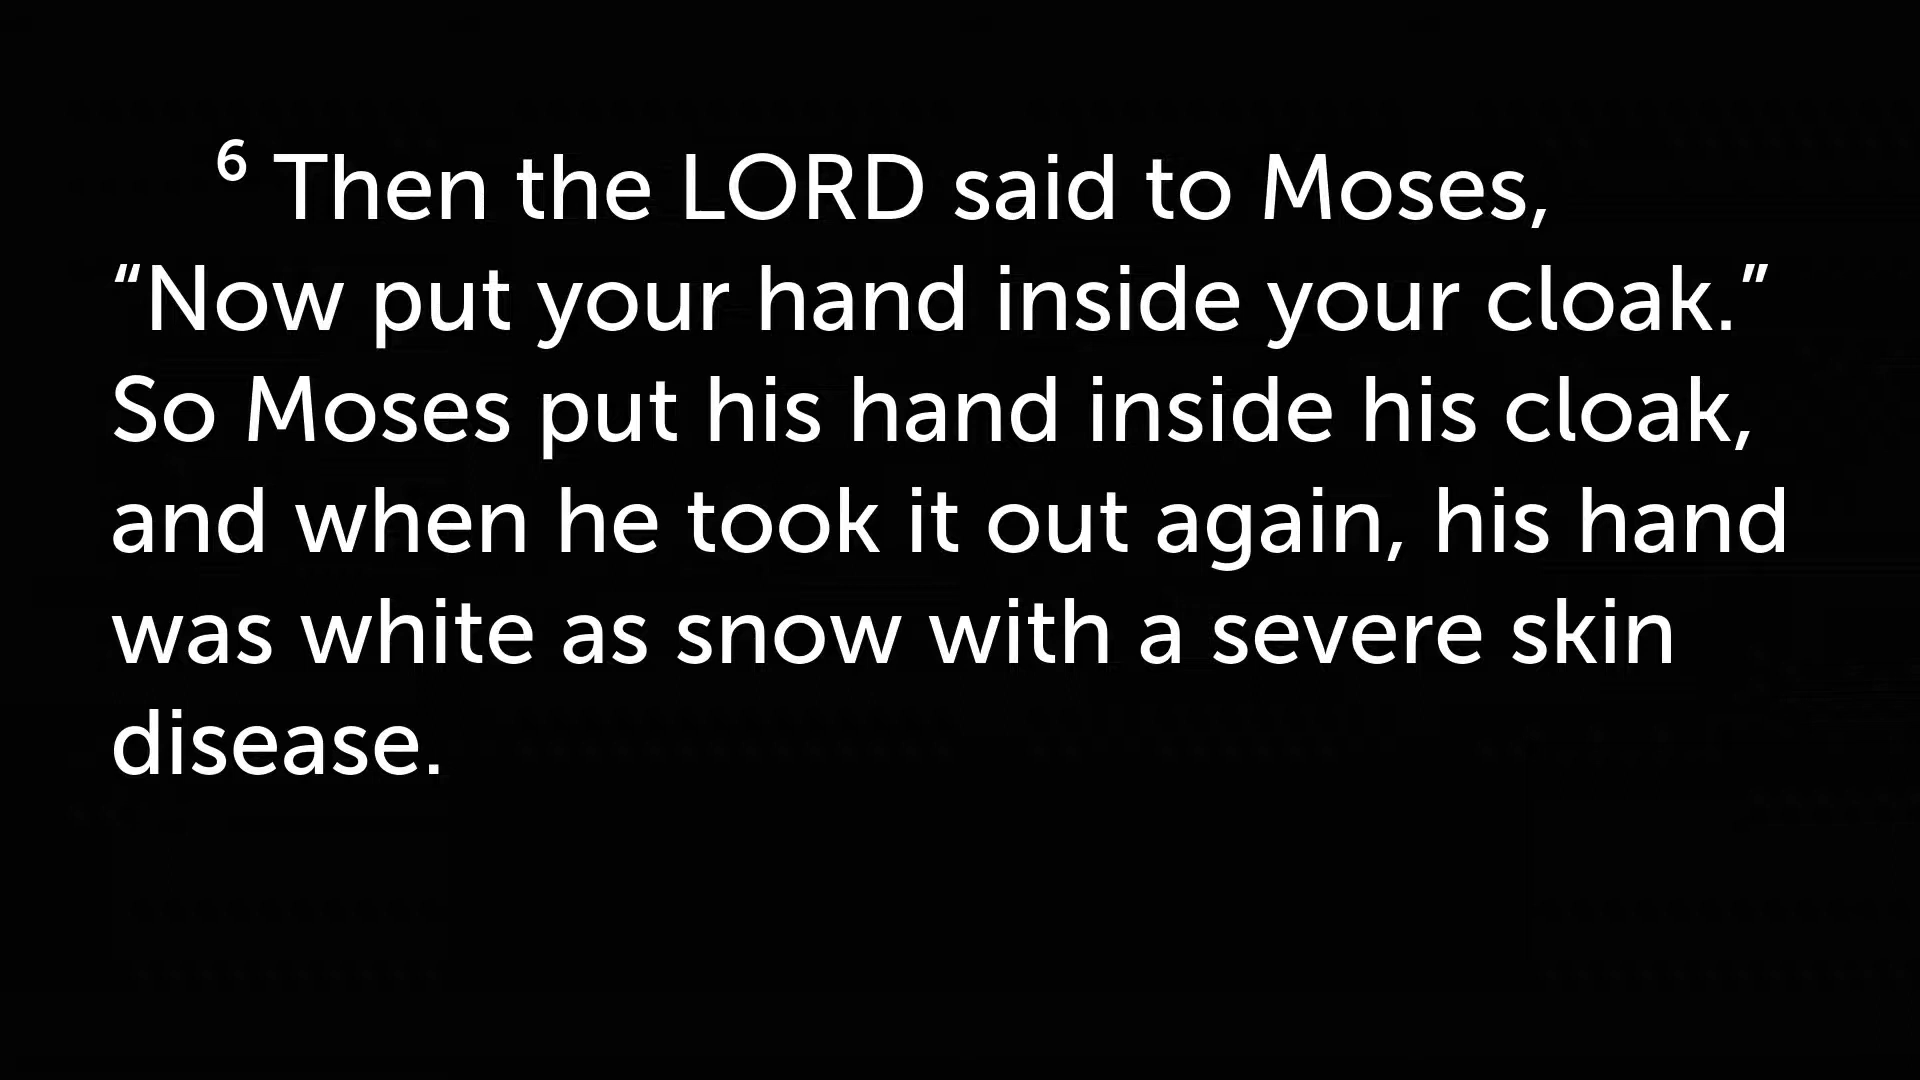 6 Then the LORD said to Moses,
“Now put your hand inside your cloak.”
So Moses put his hand inside his cloak,
and when he took it out again, his hand
was white as snow with a severe skin
disease.